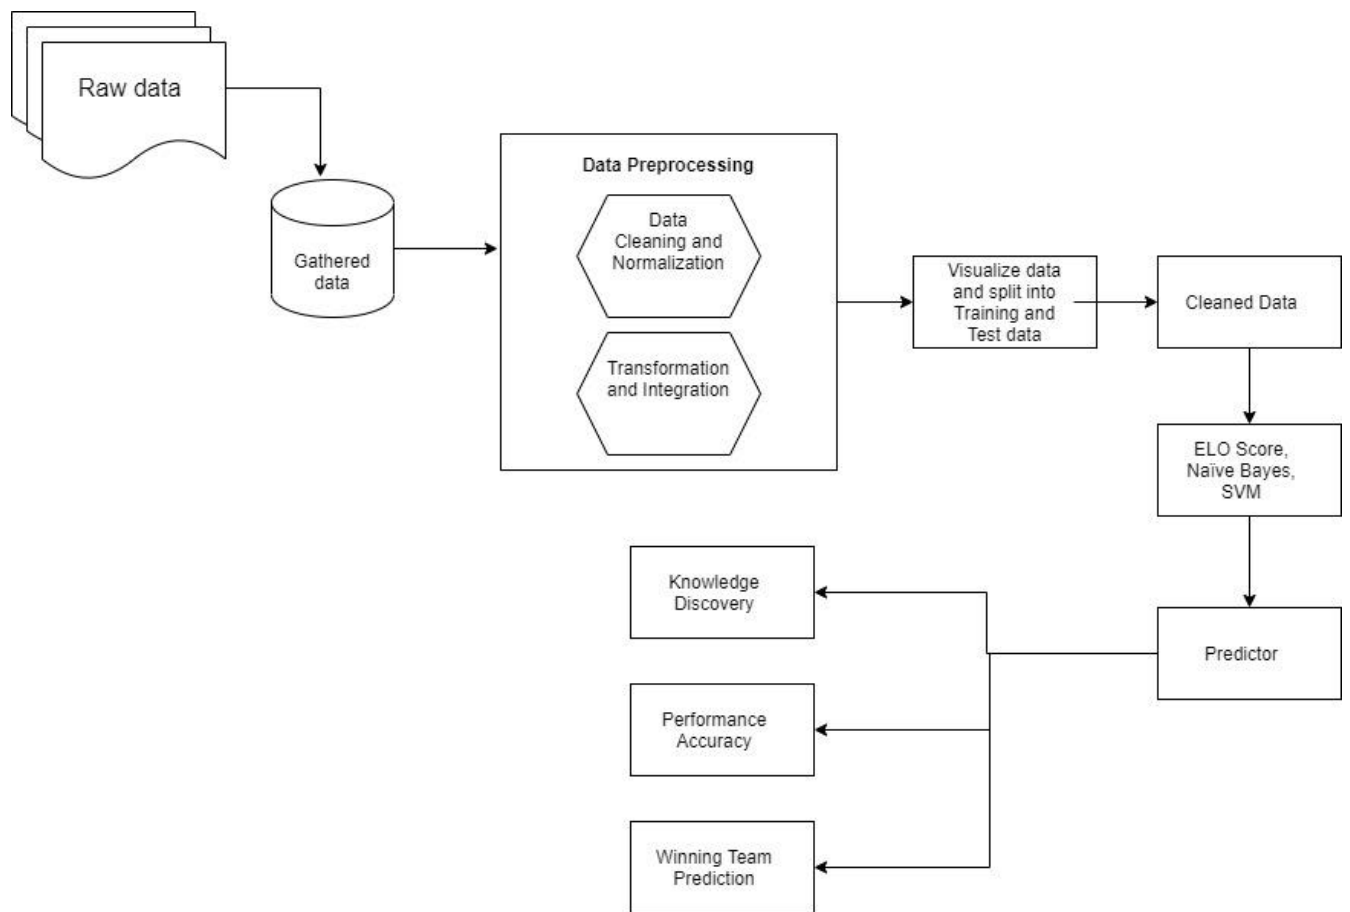 Raw data
Gathered
data
Data Preprocessing
Data
Cleaning and
Normalization
Transformation
and Integration
Visualize data
and split into
Training and
Test data
Cleaned Data
ELO Score,
Naïve Bayes,
SVM
Predictor
Knowledge
Discovery
Performance
Accuracy
Winning Team
Prediction